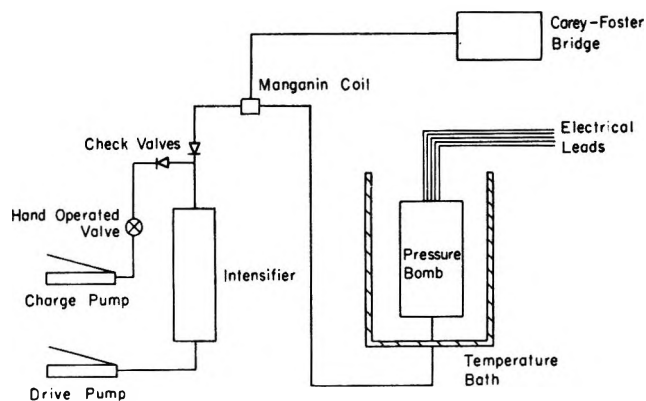 Carey-Foster
Bridge
Manganin Coil
Check Valves
Electrical
Leads
Hand Operated
Valve
Pressure
Bomb
Intensifier
Charge Pump
Temperature
Bath
Drive Pump